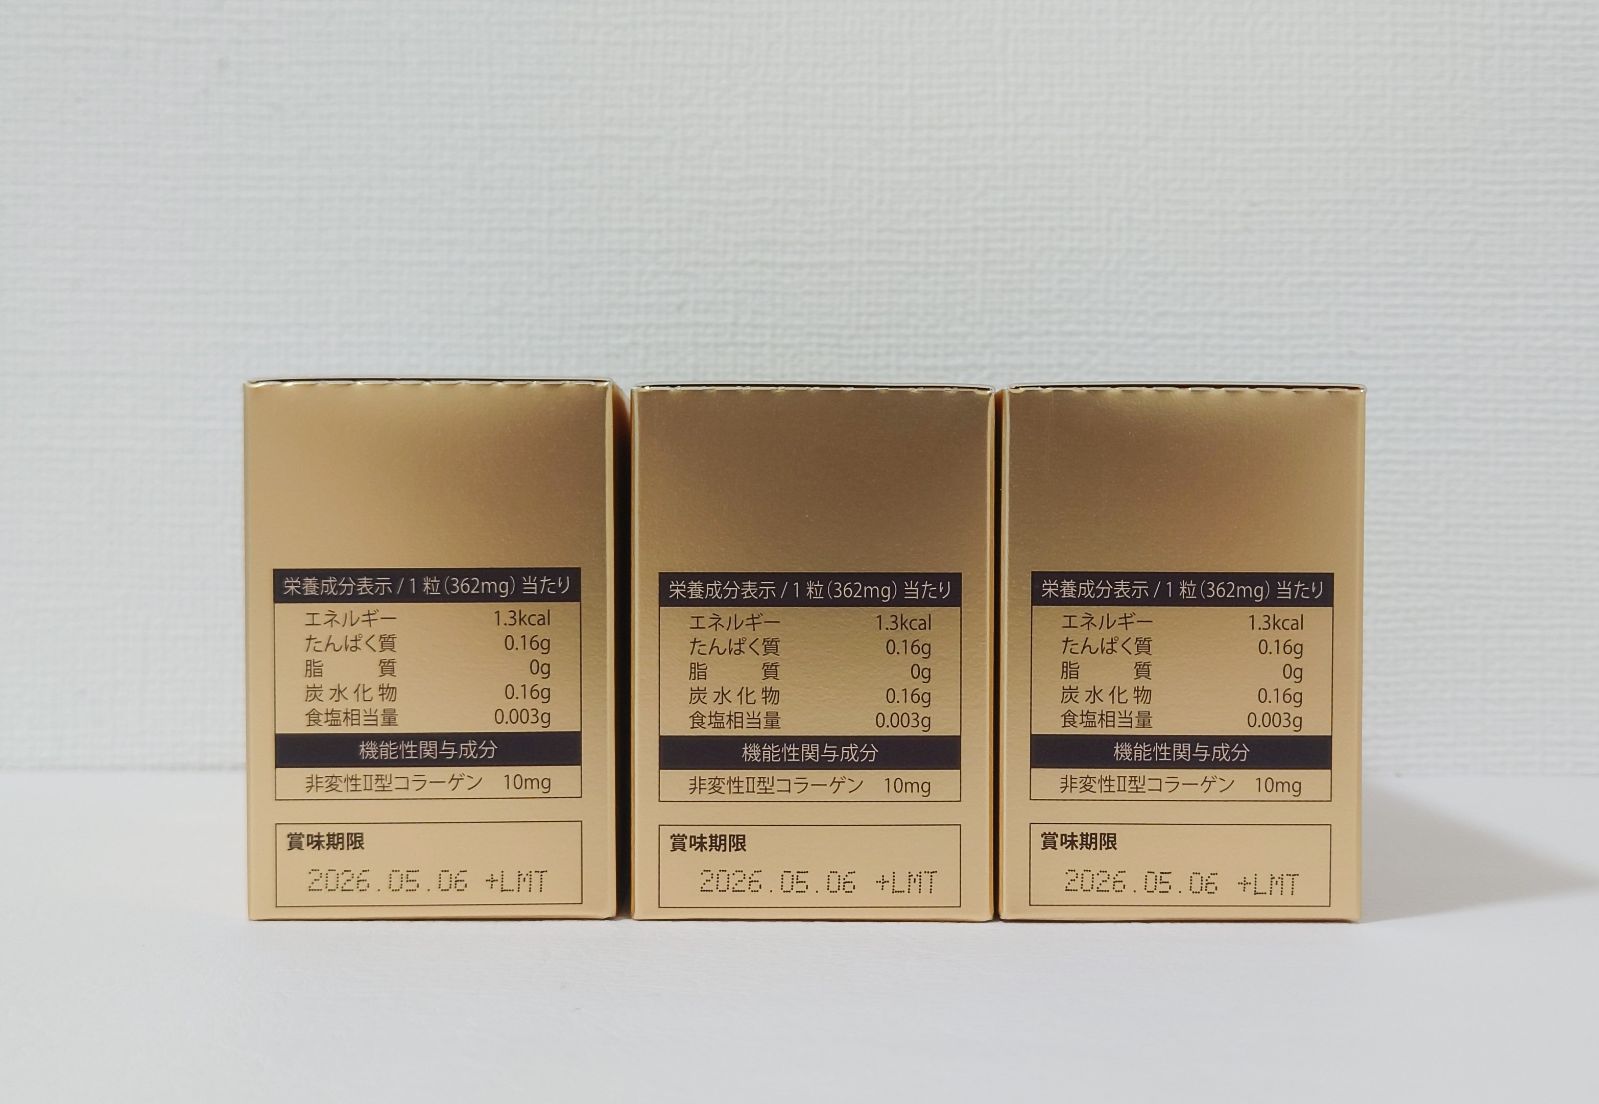 栄養成分表示 / 1 粒 (362mg) 当たり
エネルギー 1.3kcal
たんぱく質 0.16g
脂質 0g
炭水化物 0.16g
食塩相当量 0.003g
機能性関与成分
非変性II型コラーゲン 10mg
賞味期限
2026.05.06 +LMT
栄養成分表示 / 1 粒 (362mg) 当たり
エネルギー 1.3kcal
たんぱく質 0.16g
脂質 0g
炭水化物 0.16g
食塩相当量 0.003g
機能性関与成分
非変性II型コラーゲン 10mg
賞味期限
2026.05.06 +LMT
栄養成分表示 / 1 粒 (362mg) 当たり
エネルギー 1.3kcal
たんぱく質 0.16g
脂質 0g
炭水化物 0.16g
食塩相当量 0.003g
機能性関与成分
非変性II型コラーゲン 10mg
賞味期限
2026.05.06 +LMT